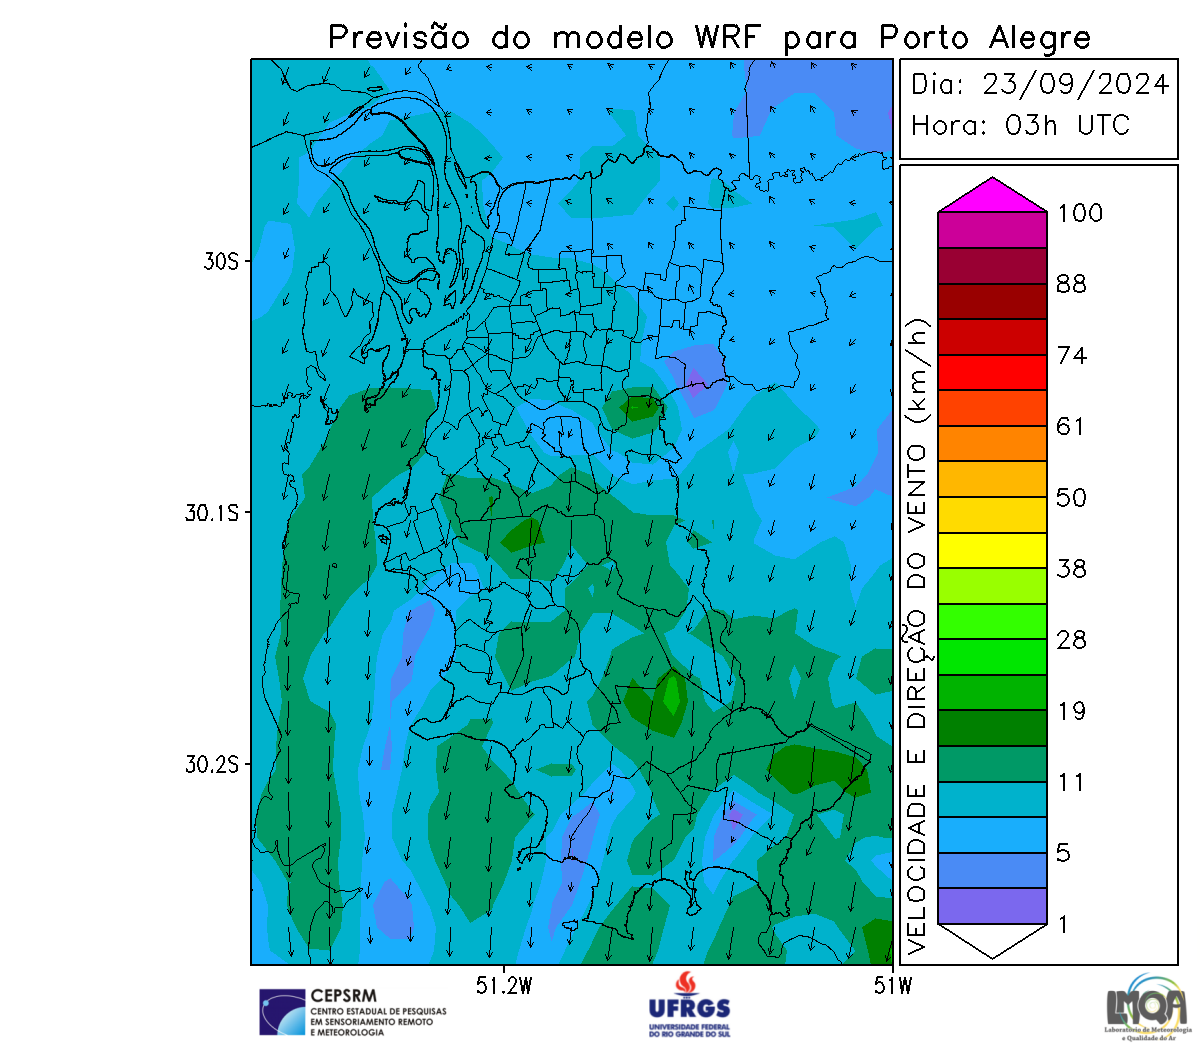 Previsão do modelo WRF para Porto Alegre
Dia: 23/09/2024
Hora: 03h UTC
30S
30.1S
30.2S
51.2W
51W
VELOCIDADE E DIREÇÃO DO VENTO (km/h)
100
88
74
61
50
38
28
19
11
5
1
CEPSRM
CENTRO ESTADUAL DE PESQUISAS
EM SENSORIAMENTO REMOTO
E METEOROLOGIA
UFRGS
UNIVERSIDADE FEDERAL
DO RIO GRANDE DO SUL
LMQA
Laboratório de Meteorologia
e Qualidade do Ar